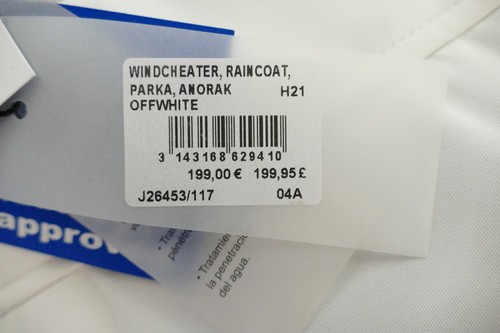 WINDCHEATER, RAINCOAT,
PARKA, ANORAK H21
OFFWHITE
3 143168 629410
199,00 € 199,95 £
J26453/117 04A
approv
• Tratamie
la penetració
del agua.